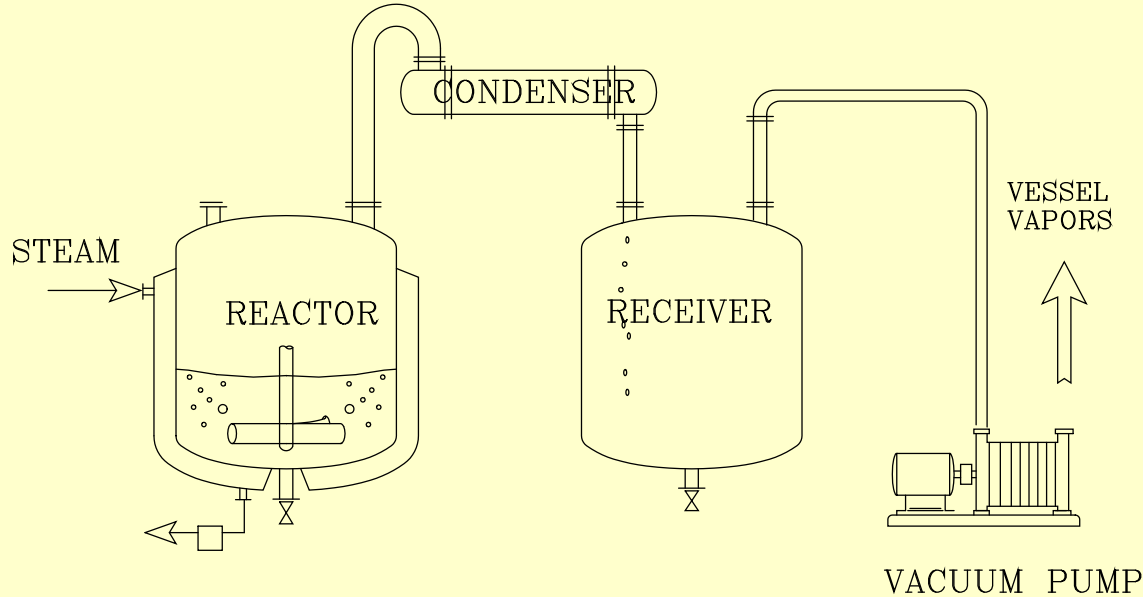 CONDENSER
VESSEL
VAPORS
STEAM
REACTOR
RECEIVER
VACUUM PUMP